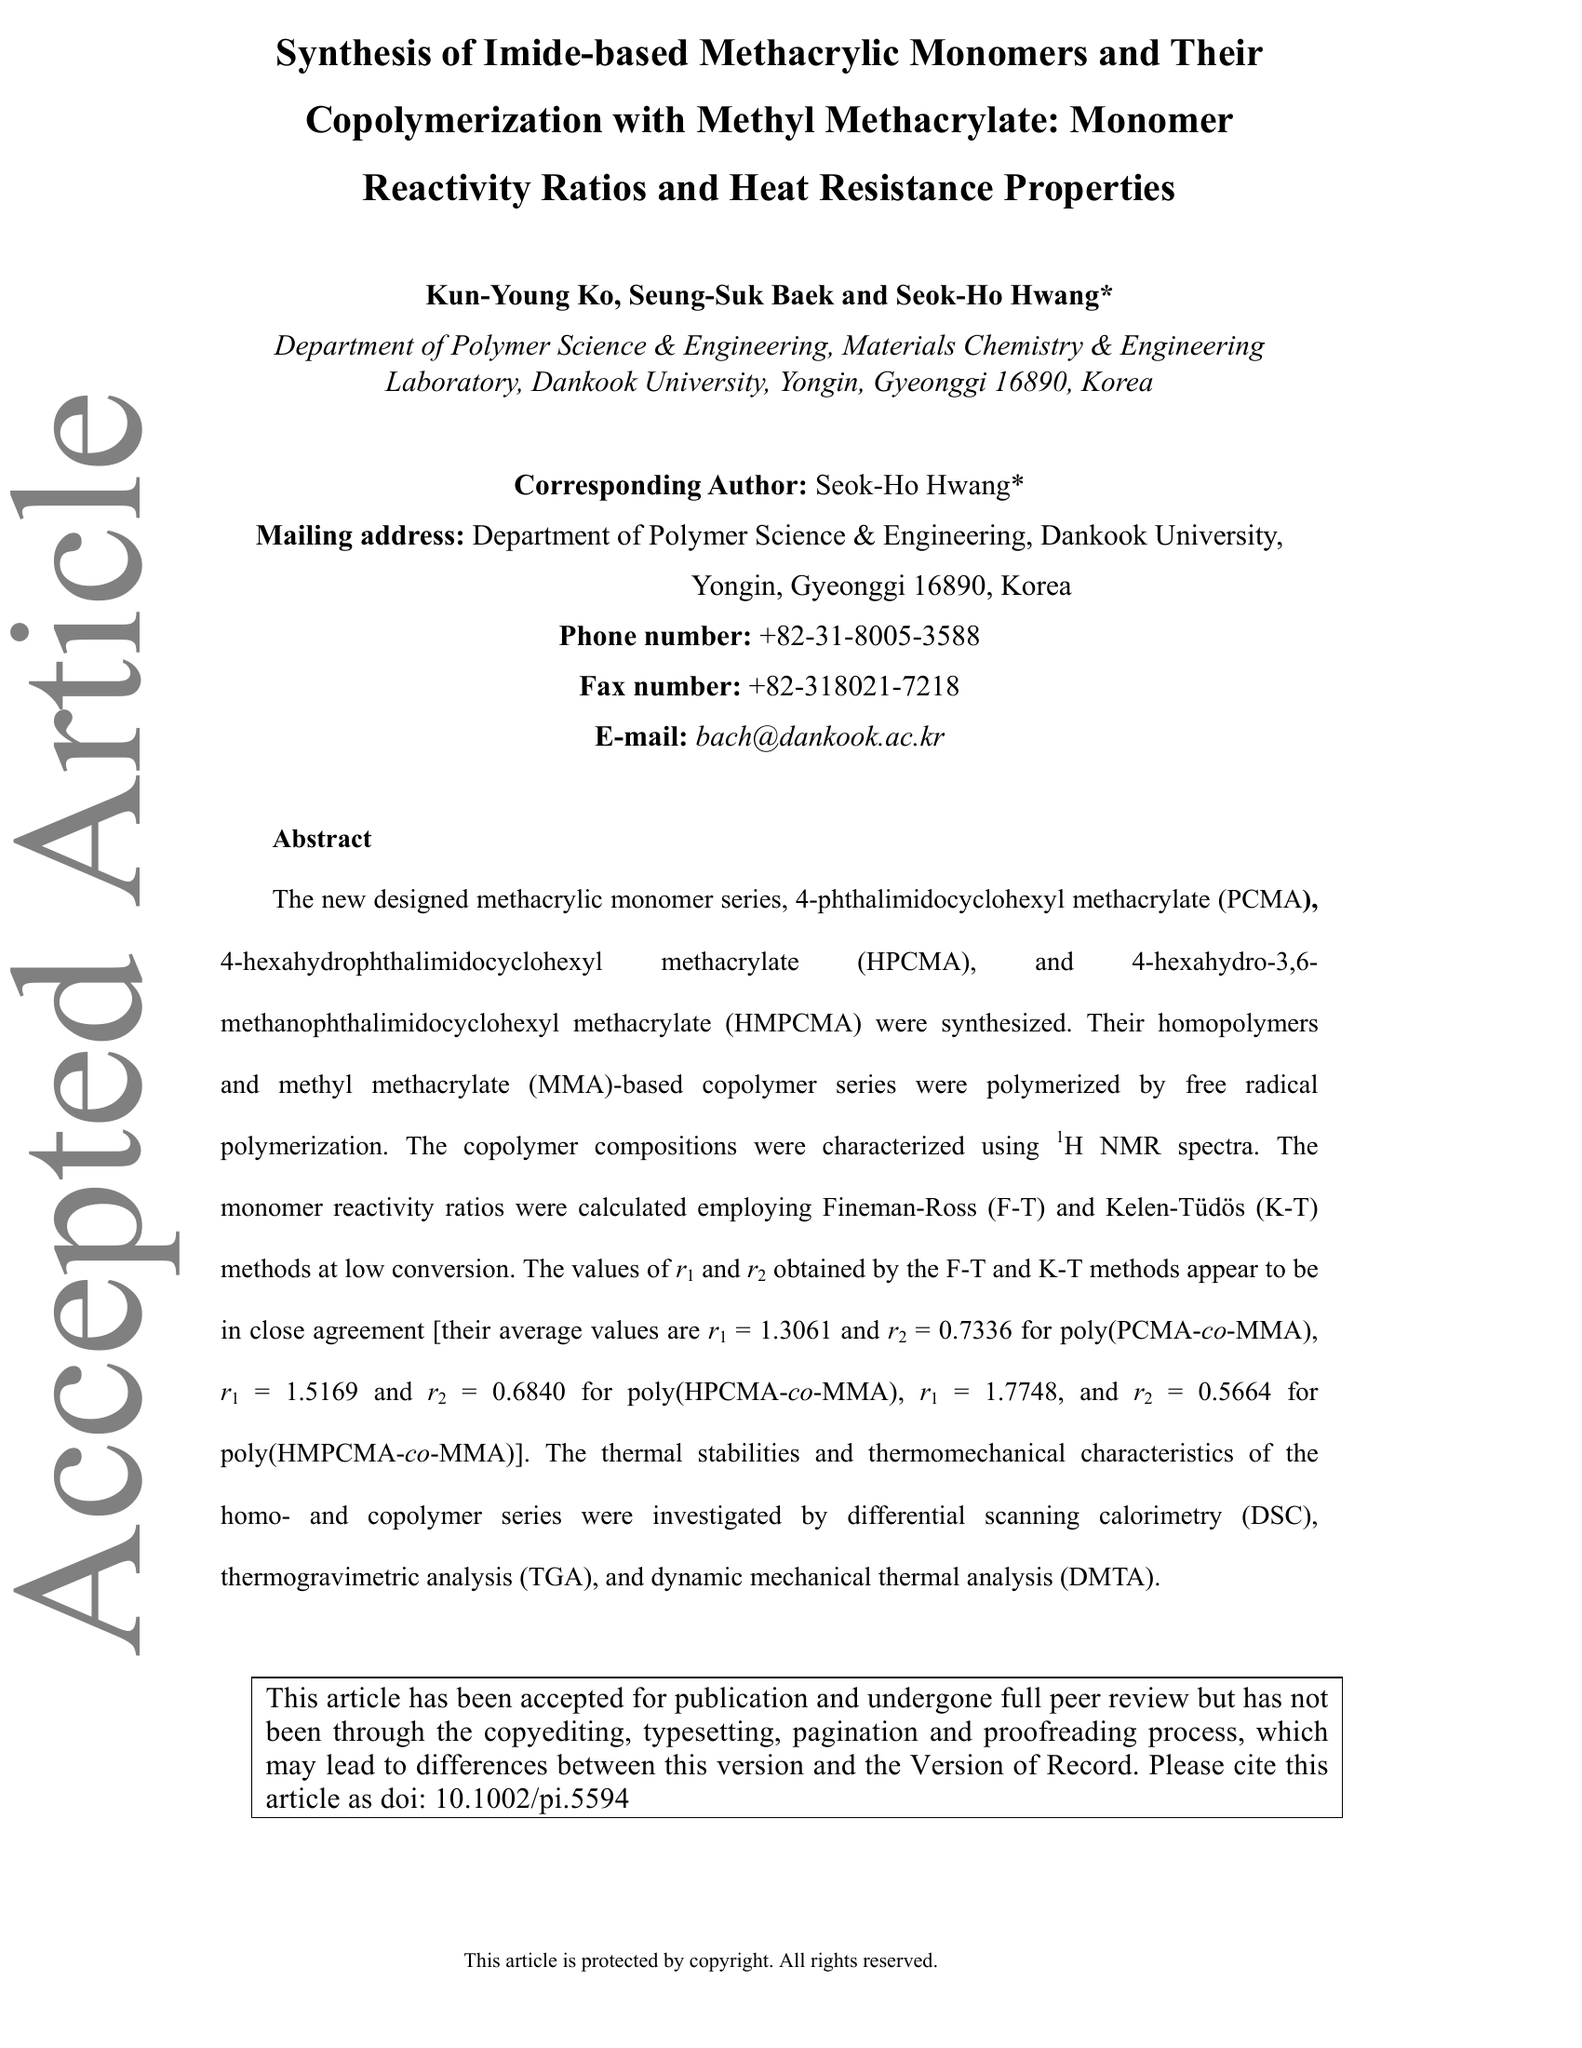 Synthesis of Imide-based Methacrylic Monomers and Their
Copolymerization with Methyl Methacrylate: Monomer
Reactivity Ratios and Heat Resistance Properties
Kun-Young Ko, Seung-Suk Baek and Seok-Ho Hwang*
Department of Polymer Science & Engineering, Materials Chemistry & Engineering
Laboratory, Dankook University, Yongin, Gyeonggi 16890, Korea
Corresponding Author: Seok-Ho Hwang*
Mailing address: Department of Polymer Science & Engineering, Dankook University,
Yongin, Gyeonggi 16890, Korea
Phone number: +82-31-8005-3588
Fax number: +82-318021-7218
E-mail: bach@dankook.ac.kr
Abstract
The new designed methacrylic monomer series, 4-phthalimidocyclohexyl methacrylate (PCMA),
4-hexahydrophthalimidocyclohexyl methacrylate (HPCMA), and 4-hexahydro-3,6-
methanophthalimidocyclohexyl methacrylate (HMPCMA) were synthesized. Their homopolymers
and methyl methacrylate (MMA)-based copolymer series were polymerized by free radical
polymerization. The copolymer compositions were characterized using ¹H NMR spectra. The
monomer reactivity ratios were calculated employing Fineman-Ross (F-T) and Kelen-Tüdös (K-T)
methods at low conversion. The values of r₁ and r₂ obtained by the F-T and K-T methods appear to be
in close agreement [their average values are r₁ = 1.3061 and r₂ = 0.7336 for poly(PCMA-co-MMA),
r₁ = 1.5169 and r₂ = 0.6840 for poly(HPCMA-co-MMA), r₁ = 1.7748, and r₂ = 0.5664 for
poly(HMPCMA-co-MMA)]. The thermal stabilities and thermomechanical characteristics of the
homo- and copolymer series were investigated by differential scanning calorimetry (DSC),
thermogravimetric analysis (TGA), and dynamic mechanical thermal analysis (DMTA).
This article has been accepted for publication and undergone full peer review but has not
been through the copyediting, typesetting, pagination and proofreading process, which
may lead to differences between this version and the Version of Record. Please cite this
article as doi: 10.1002/pi.5594
This article is protected by copyright. All rights reserved.
Accepted Article